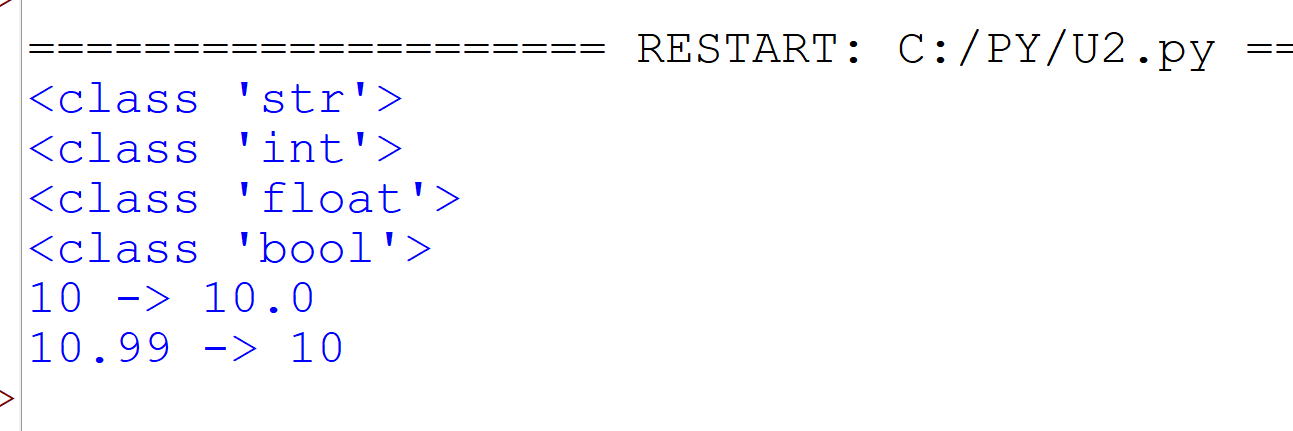 ===================== RESTART: C:/PY/U2.py ==
<class 'str'>
<class 'int'>
<class 'float'>
<class 'bool'>
10 -> 10.0
10.99 -> 10
>